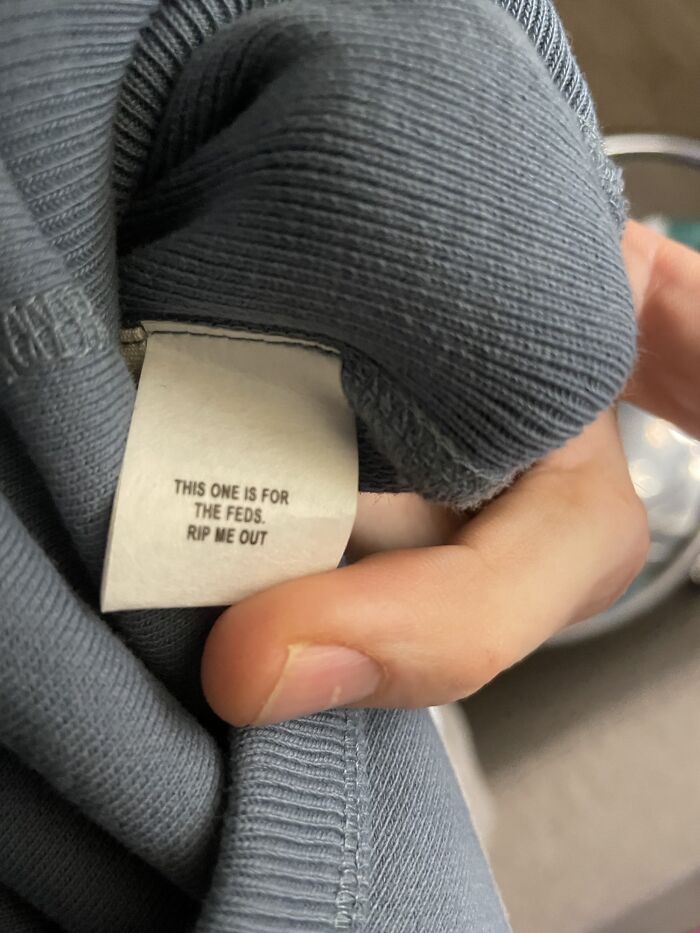 THIS ONE IS FOR
THE FEDS.
RIP ME OUT